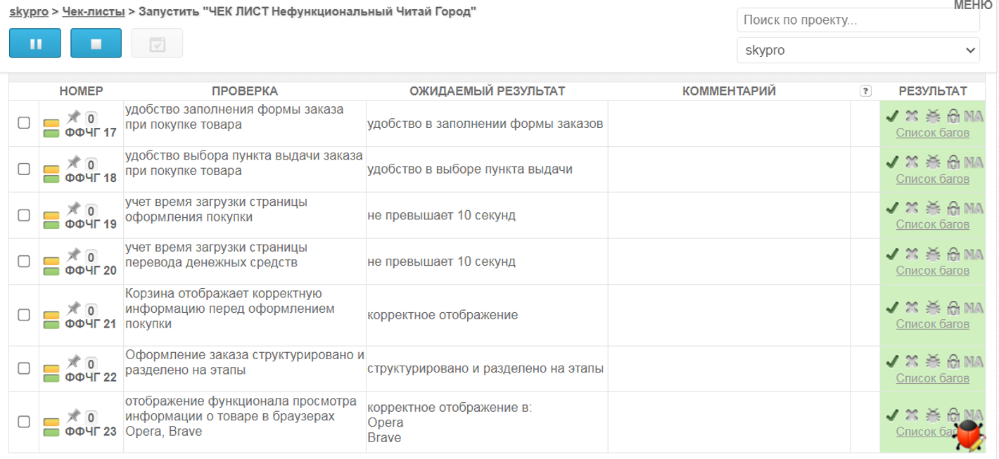 МЕНЮ
skypro > Чек-листы > Запустить "ЧЕК ЛИСТ Нефункциональный Читай Город"
Поиск по проекту...
skypro
НОМЕР ПРОВЕРКА ОЖИДАЕМЫЙ РЕЗУЛЬТАТ КОММЕНТАРИЙ ? РЕЗУЛЬТАТ
удобство заполнения формы заказа
при покупке товара
0
ФФЧГ 17
удобство в заполнении формы заказов
NA
Список багов
удобство выбора пункта выдачи заказа
при покупке товара
0
ФФЧГ 18
удобство в выборе пункта выдачи
NA
Список багов
учет время загрузки страницы
оформления покупки
0
ФФЧГ 19
не превышает 10 секунд
NA
Список багов
учет время загрузки страницы
перевода денежных средств
0
ФФЧГ 20
не превышает 10 секунд
NA
Список багов
Корзина отображает корректную
информацию перед оформлением
покупки
0
ФФЧГ 21
корректное отображение
NA
Список багов
Оформление заказа структурировано и
разделено на этапы
0
ФФЧГ 22
структурировано и разделено на этапы
NA
Список багов
отображение функционала просмотра
информации о товаре в браузерах
Opera, Brave
0
ФФЧГ 23
корректное отображение в:
Opera
Brave
NA
Список